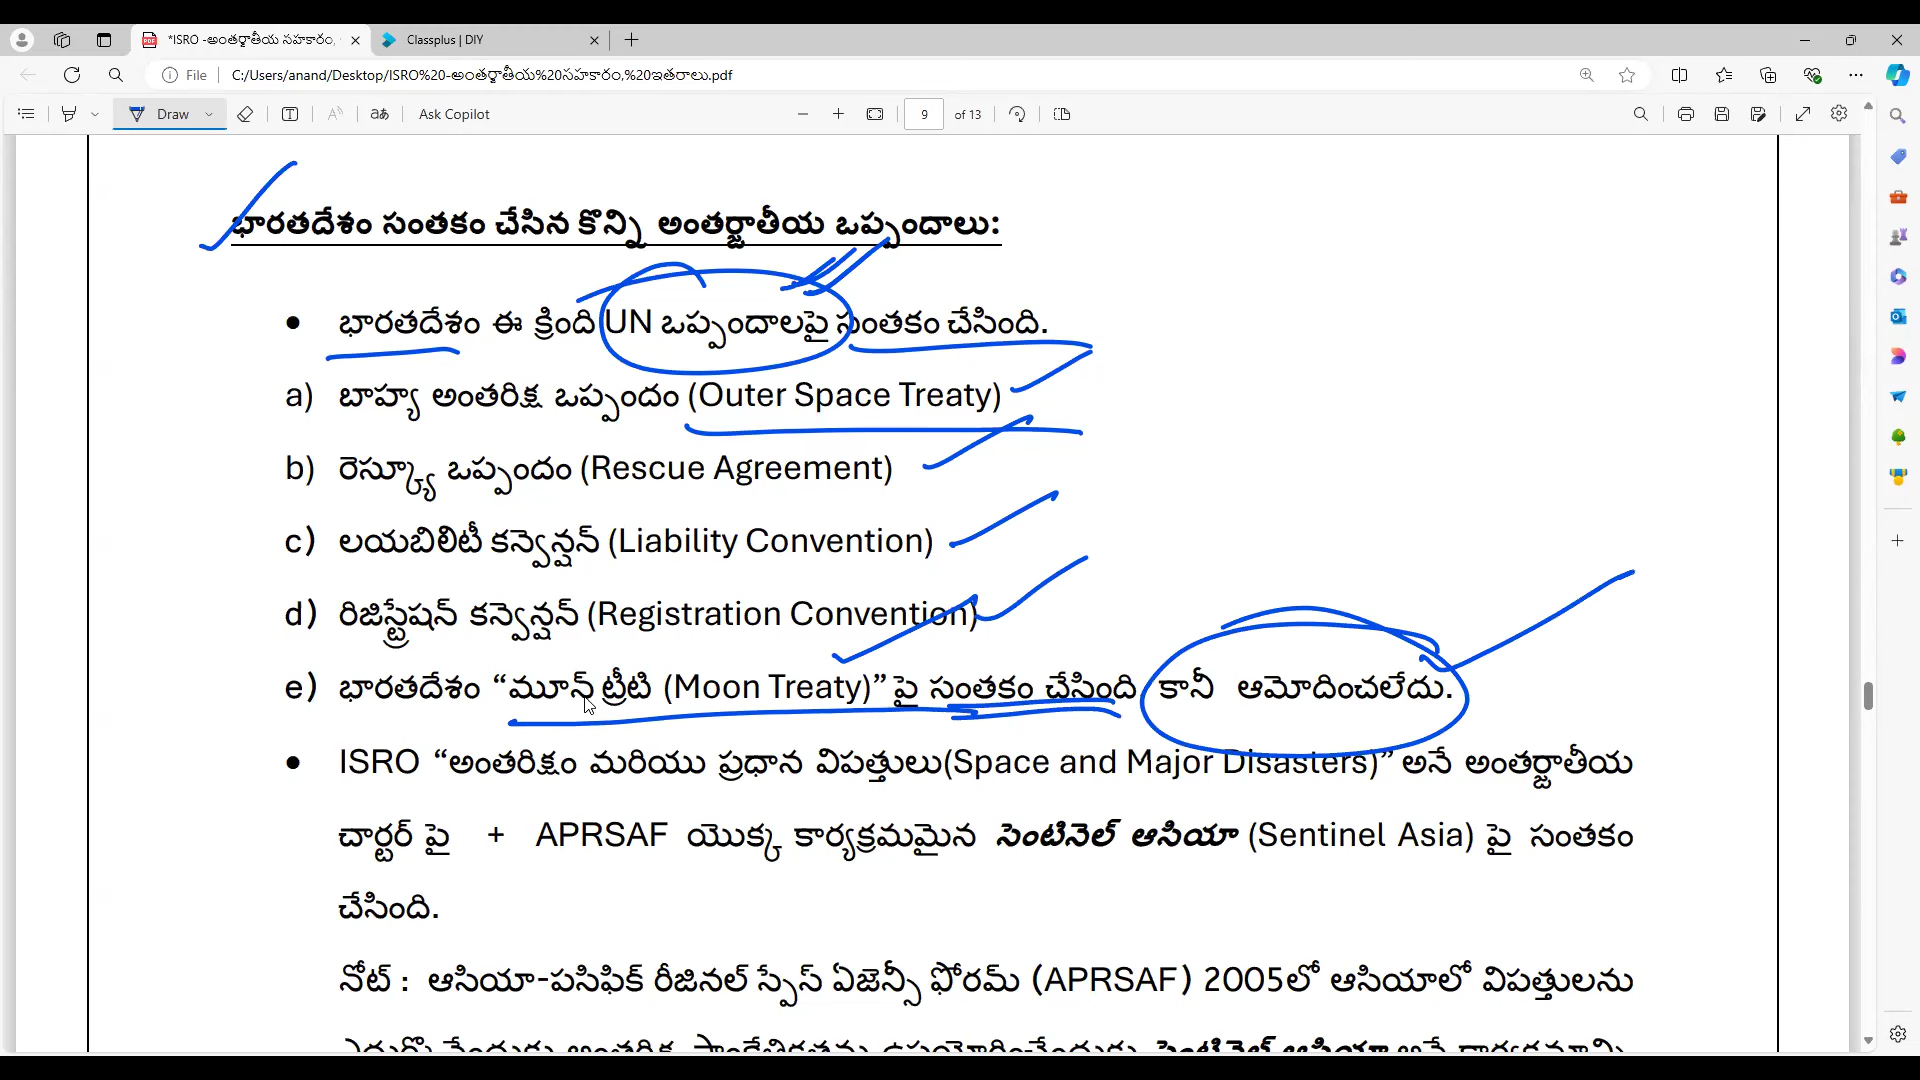 *ISRO -అంతర్జాతీయ సహకారం,
Classplus | DIY
File
C:/Users/anand/Desktop/ISRO%20-అంతర్జాతీయ%20సహకారం,%20ఇతరాలు.pdf
Draw
Ask Copilot
9 of 13
భారతదేశం సంతకం చేసిన కొన్ని అంతర్జాతీయ ఒప్పందాలు:
• భారతదేశం ఈ క్రింది UN ఒప్పందాలపై సంతకం చేసింది.
a) బాహ్య అంతరిక్ష ఒప్పందం (Outer Space Treaty)
b) రెస్క్యూ ఒప్పందం (Rescue Agreement)
c) లయబిలిటీ కన్వెన్షన్ (Liability Convention)
d) రిజిస్ట్రేషన్ కన్వెన్షన్ (Registration Convention)
e) భారతదేశం “మూన్ ట్రీటి (Moon Treaty)” పై సంతకం చేసింది కానీ ఆమోదించలేదు.
• ISRO “అంతరిక్షం మరియు ప్రధాన విపత్తులు(Space and Major Disasters)” అనే అంతర్జాతీయ
చార్టర్ పై + APRSAF యొక్క కార్యక్రమమైన సెంటినెల్ ఆసియా (Sentinel Asia) పై సంతకం
చేసింది.
నోట్ : ఆసియా-పసిఫిక్ రీజినల్ స్పేస్ ఏజెన్సీ ఫోరమ్ (APRSAF) 2005లో ఆసియాలో విపత్తులను